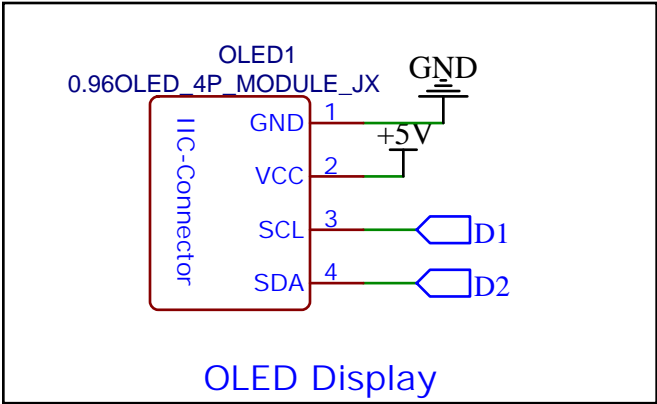 OLED1
0.96OLED_4P_MODULE_JX
GND
IIC-Connector
GND 1
+5V
VCC 2
SCL 3 D1
SDA 4 D2
OLED Display